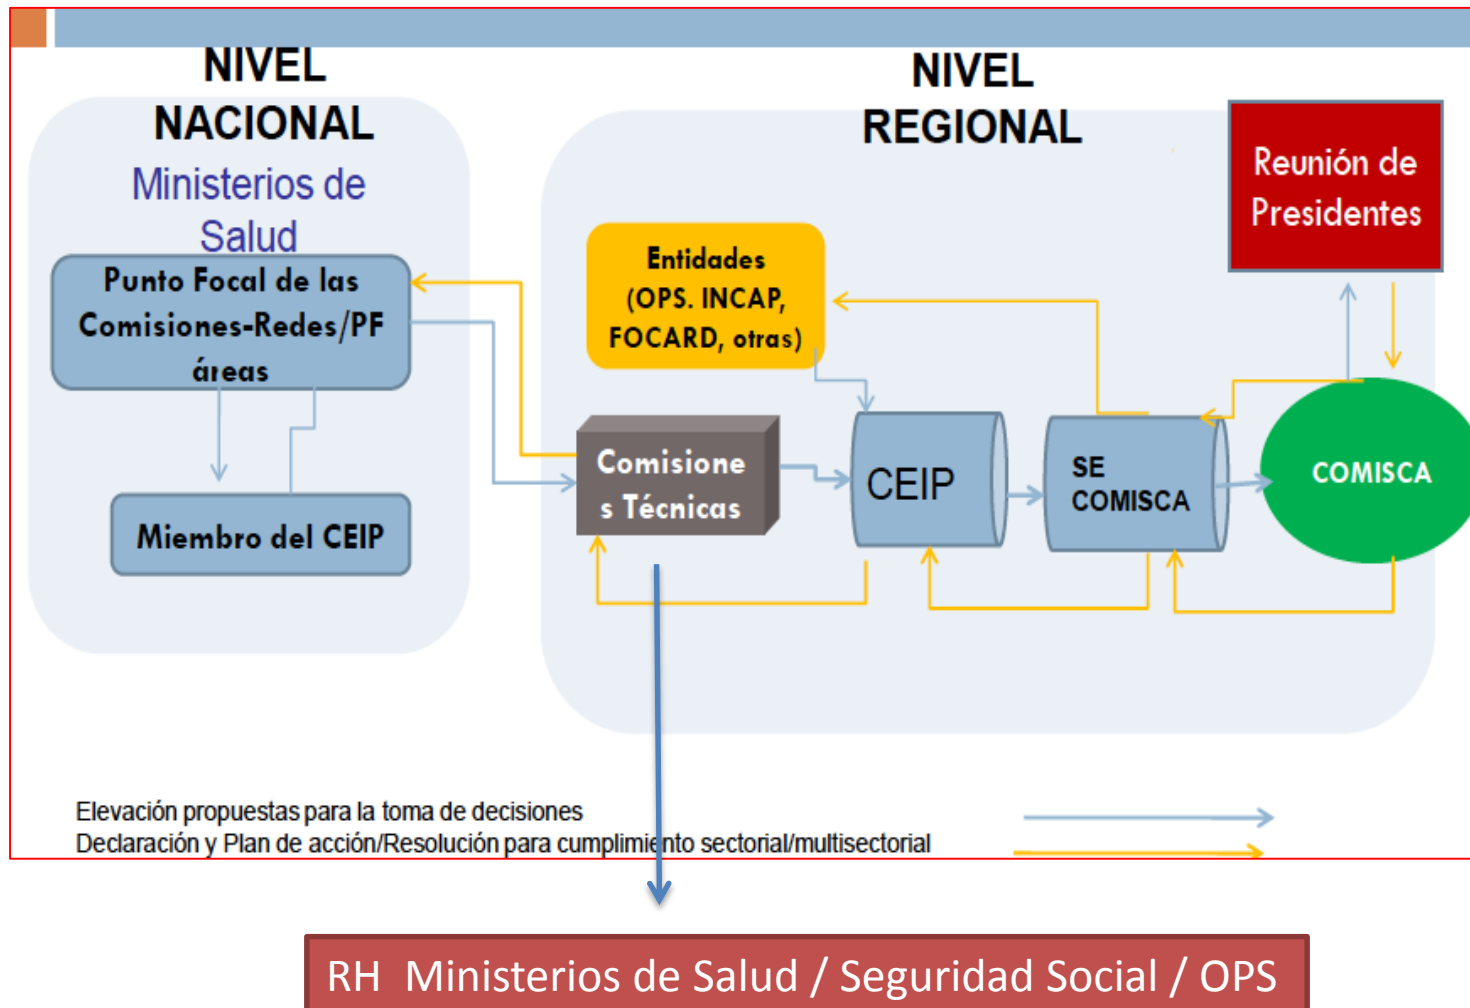 NIVEL
NACIONAL
Ministerios de
Salud
Punto Focal de las
Comisiones-Redes/PF
áreas
Miembro del CEIP
NIVEL
REGIONAL
Reunión de
Presidentes
Entidades
(OPS. INCAP,
FOCARD, otras)
Comisione
s Técnicas
CEIP
SE
COMISCA
COMISCA
Elevación propuestas para la toma de decisiones
Declaración y Plan de acción/Resolución para cumplimiento sectorial/multisectorial
RH Ministerios de Salud / Seguridad Social / OPS